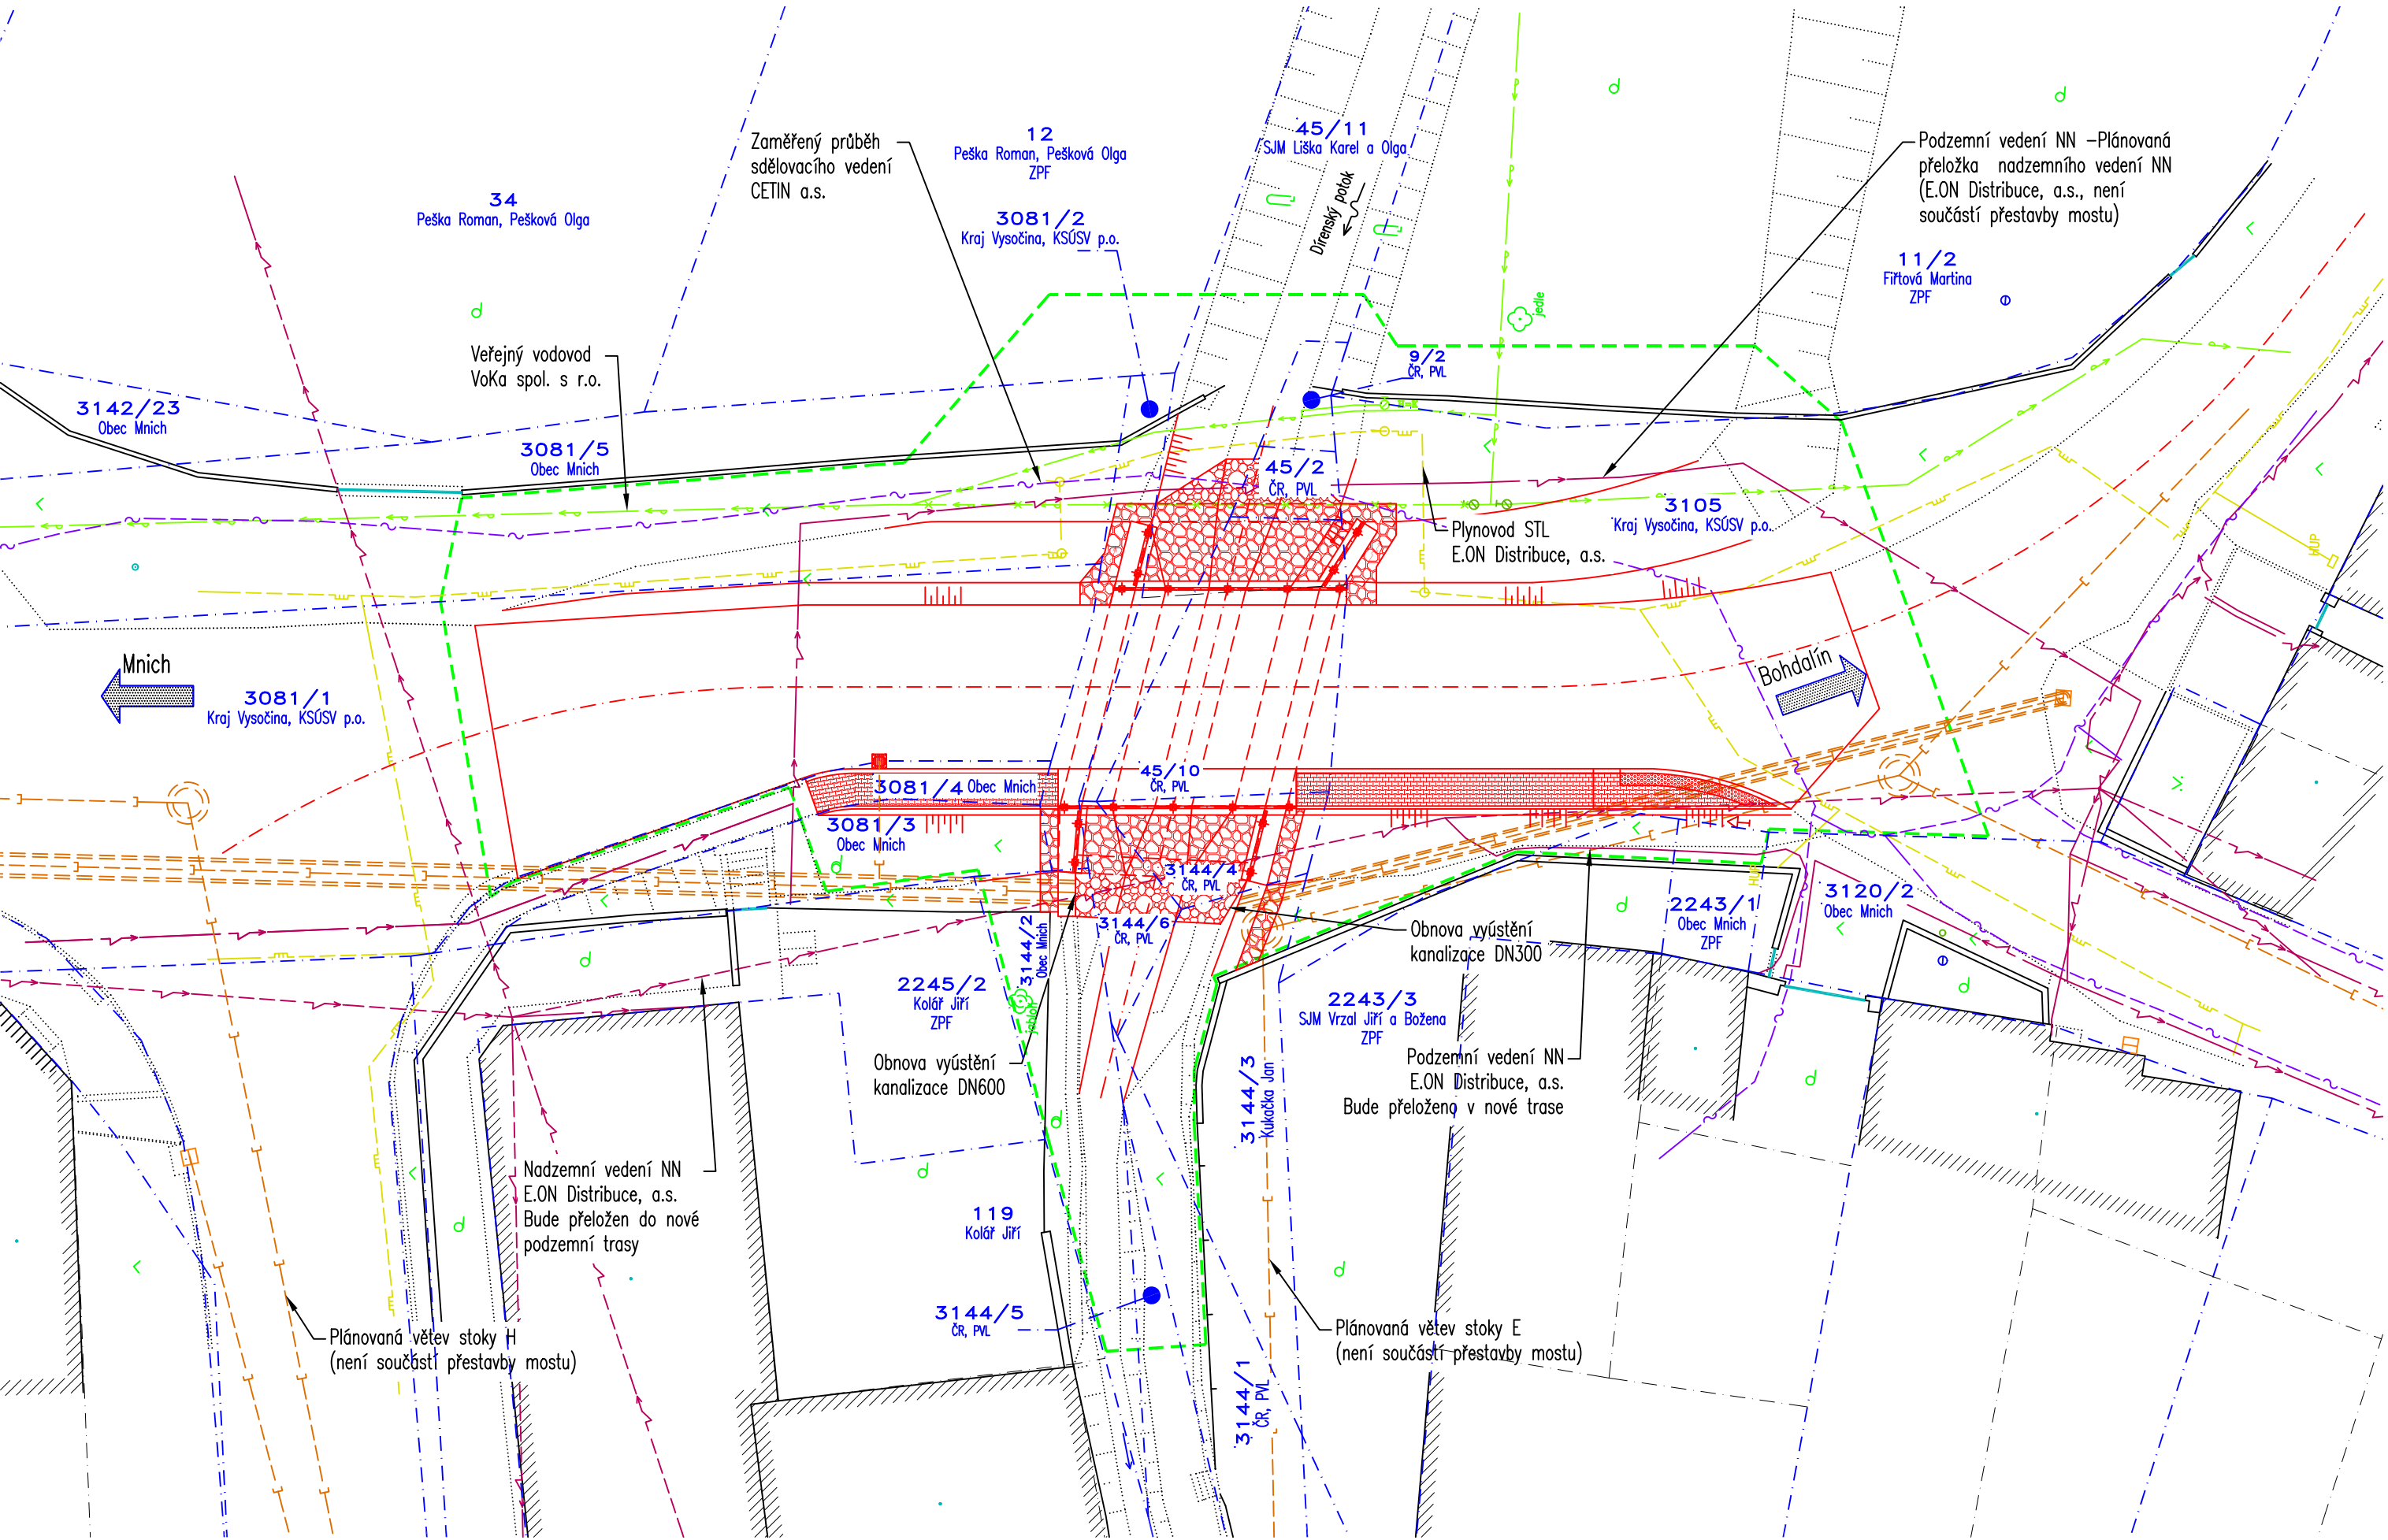 Zaměřený průběh
sdělovacího vedení
CETIN a.s.
12
Peška Roman, Pešková Olga
ZPF
45/11
SJM Liška Karel a Olga
Podzemní vedení NN -Plánovaná
přeložka nadzemního vedení NN
(E.ON Distribuce, a.s., není
součástí přestavby mostu)
34
Peška Roman, Pešková Olga
3081/2
Kraj Vysočina, KSÚSV p.o.
Dírenský potok
11/2
Fiřtová Martina
ZPF
jedle
Veřejný vodovod
VoKa spol. s r.o.
9/2
ČR, PVL
3142/23
Obec Mnich
3081/5
Obec Mnich
45/2
ČR, PVL
3105
Kraj Vysočina, KSÚSV p.o.
Plynovod STL
E.ON Distribuce, a.s.
HUP
Mnich
Bohdalín
3081/1
Kraj Vysočina, KSÚSV p.o.
45/10
ČR, PVL
3081/4 Obec Mnich
3081/3
Obec Mnich
3144/4
ČR, PVL
HUP
3144/6
ČR, PVL
3144/2
Obec Mnich
2243/1
Obec Mnich
ZPF
3120/2
Obec Mnich
Obnova vyústění
kanalizace DN300
2245/2
Kolář Jiří
ZPF
jabloň
2243/3
SJM Vrzal Jiří a Božena
ZPF
Obnova vyústění
kanalizace DN600
3144/3
Kukačka Jan
Podzemní vedení NN
E.ON Distribuce, a.s.
Bude přeloženo v nové trase
Nadzemní vedení NN
E.ON Distribuce, a.s.
Bude přeložen do nové
podzemní trasy
119
Kolář Jiří
3144/5
ČR, PVL
Plánovaná větev stoky H
(není součástí přestavby mostu)
Plánovaná větev stoky E
(není součástí přestavby mostu)
3144/1
ČR, PVL